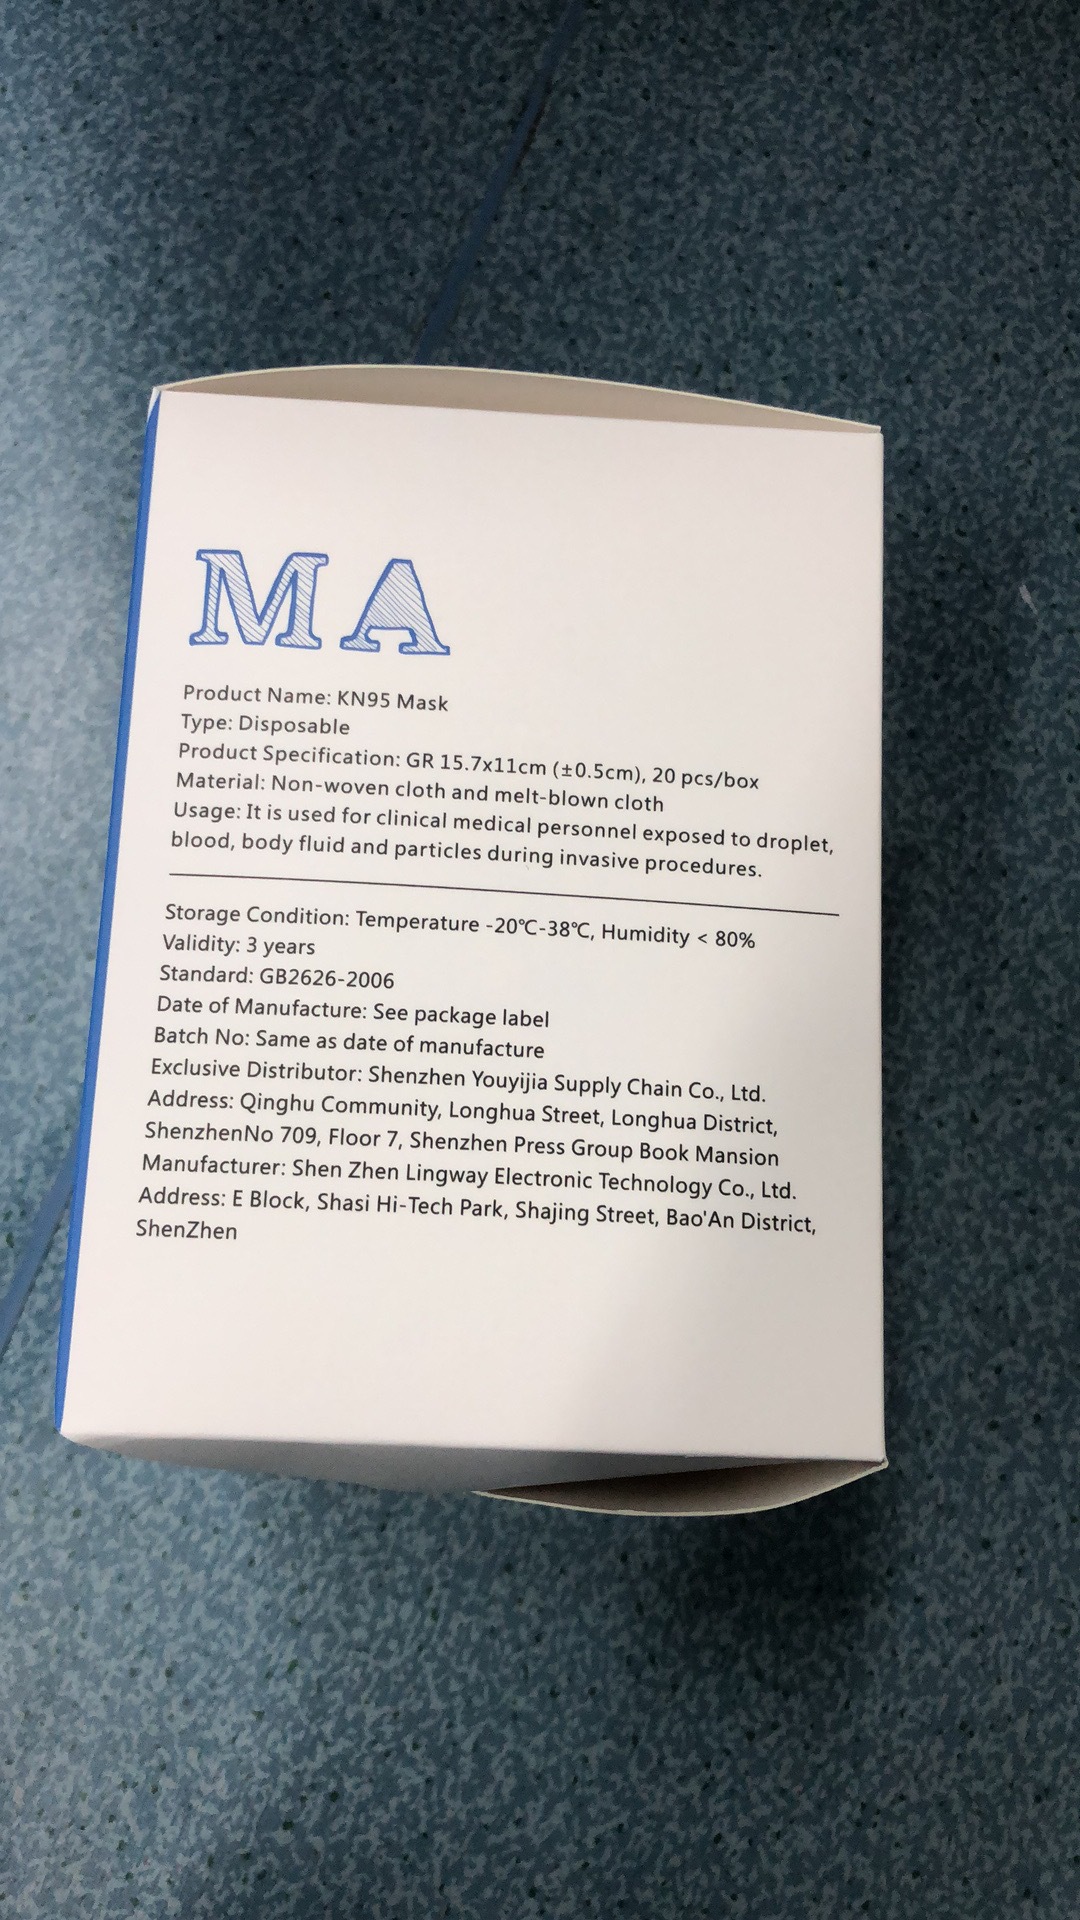 MA
Product Name: KN95 Mask
Type: Disposable
Product Specification: GR 15.7x11cm (±0.5cm), 20 pcs/box
Material: Non-woven cloth and melt-blown cloth
Usage: It is used for clinical medical personnel exposed to droplet,
blood, body fluid and particles during invasive procedures.
Storage Condition: Temperature -20℃-38℃, Humidity < 80%
Validity: 3 years
Standard: GB2626-2006
Date of Manufacture: See package label
Batch No: Same as date of manufacture
Exclusive Distributor: Shenzhen Youyijia Supply Chain Co., Ltd.
Address: Qinghu Community, Longhua Street, Longhua District,
ShenzhenNo 709, Floor 7, Shenzhen Press Group Book Mansion
Manufacturer: Shen Zhen Lingway Electronic Technology Co., Ltd.
Address: E Block, Shasi Hi-Tech Park, Shajing Street, Bao'An District,
ShenZhen